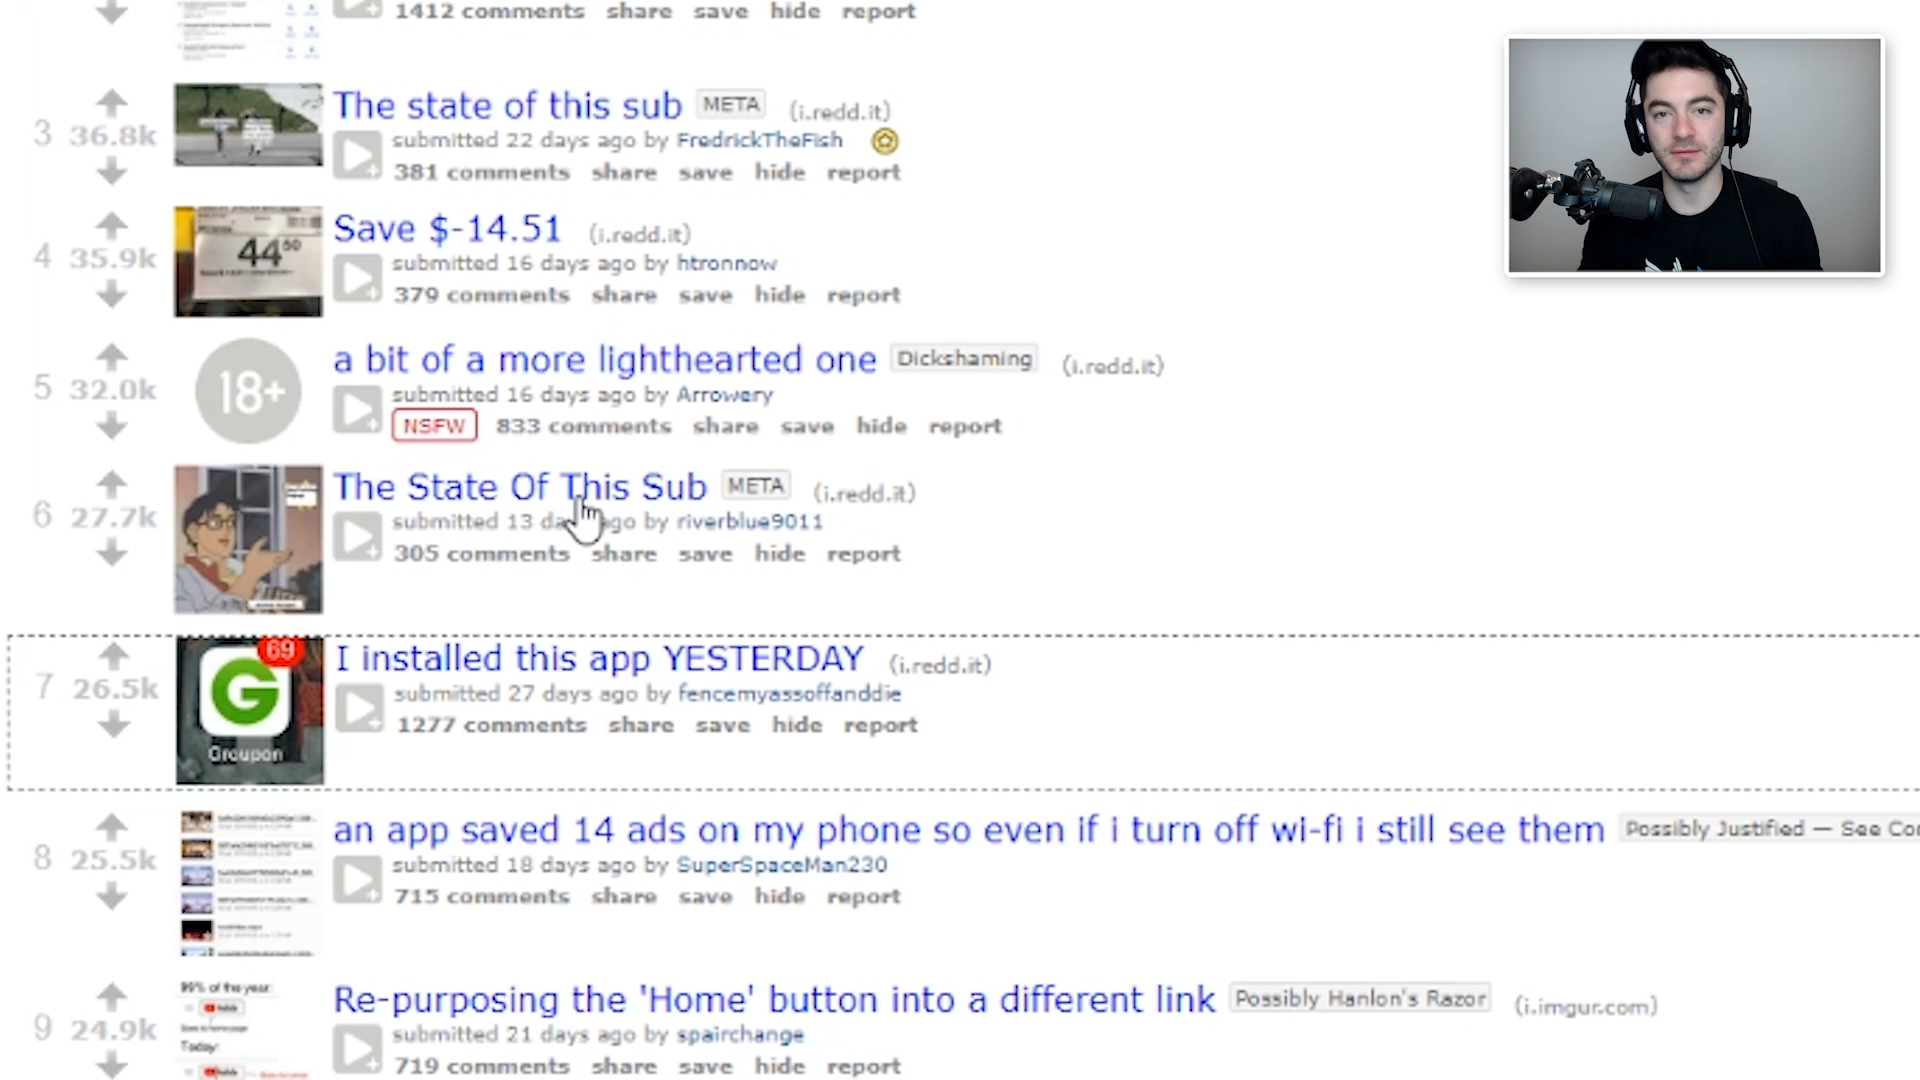 1412 comments share save hide report
3 36.8k
The state of this sub META (i.redd.it)
submitted 22 days ago by FredrickTheFish
381 comments share save hide report
4 35.9k
44 50
Save $-14.51 (i.redd.it)
submitted 16 days ago by htronnow
379 comments share save hide report
5 32.0k
18+
a bit of a more lighthearted one Dickshaming (i.redd.it)
submitted 16 days ago by Arrowery
NSFW 833 comments share save hide report
6 27.7k
The State Of This Sub META (i.redd.it)
submitted 13 ago by riverblue9011
305 comments share save hide report
7 26.5k
69
Groupon
I installed this app YESTERDAY (i.redd.it)
submitted 27 days ago by fencemyassoffanddie
1277 comments share save hide report
8 25.5k
an app saved 14 ads on my phone so even if i turn off wi-fi i still see them Possibly Justified — See Co
submitted 18 days ago by SuperSpaceMan230
715 comments share save hide report
9 24.9k
99% of the year:
Today:
Re-purposing the 'Home' button into a different link Possibly Hanlon's Razor (i.imgur.com)
submitted 21 days ago by spairchange
719 comments share save hide report